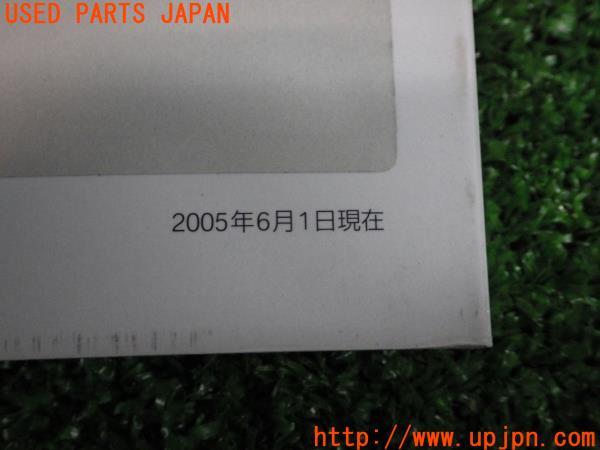 USED PARTS JAPAN
2005年6月1日現在
http://www.upjpn.com